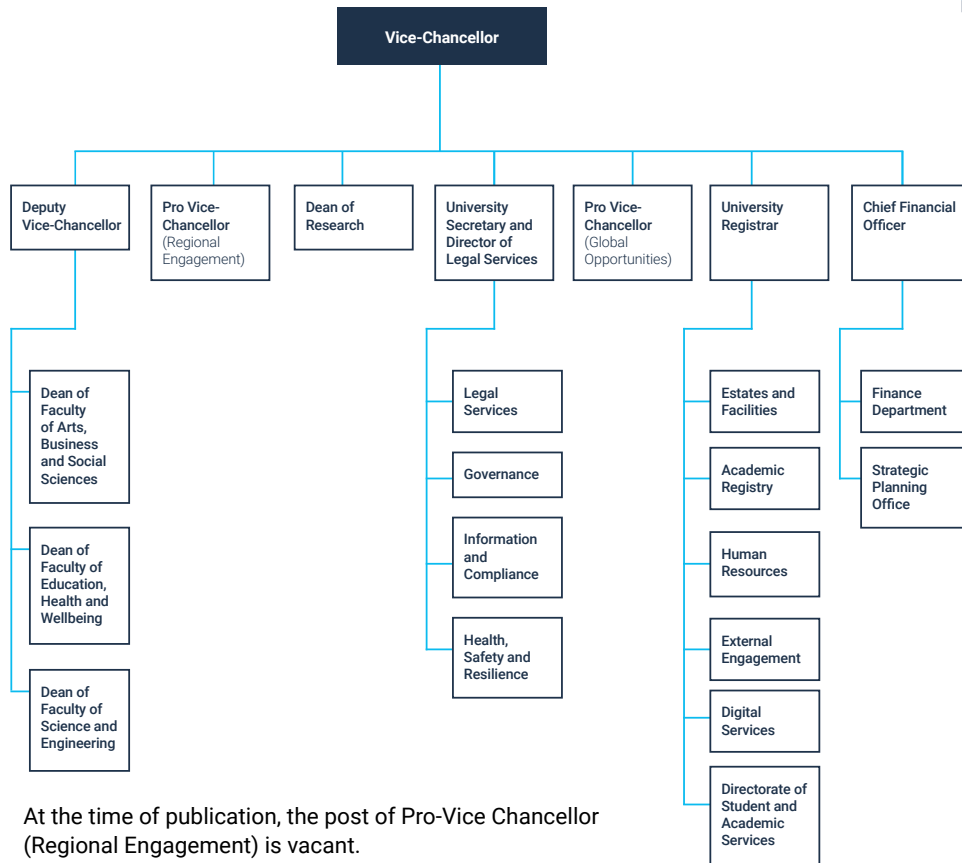 Vice-Chancellor
Deputy
Vice-Chancellor
Pro Vice-
Chancellor
(Regional
Engagement)
Dean of
Research
University
Secretary and
Director of
Legal Services
Pro Vice-
Chancellor
(Global
Opportunities)
University
Registrar
Chief Financial
Officer
Dean of
Faculty
of Arts,
Business
and Social
Sciences
Dean of
Faculty of
Education,
Health and
Wellbeing
Dean of
Faculty of
Science and
Engineering
Legal
Services
Governance
Information
and
Compliance
Health,
Safety and
Resilience
Estates and
Facilities
Academic
Registry
Human
Resources
External
Engagement
Digital
Services
Directorate of
Student and
Academic
Services
Finance
Department
Strategic
Planning
Office
At the time of publication, the post of Pro-Vice Chancellor
(Regional Engagement) is vacant.